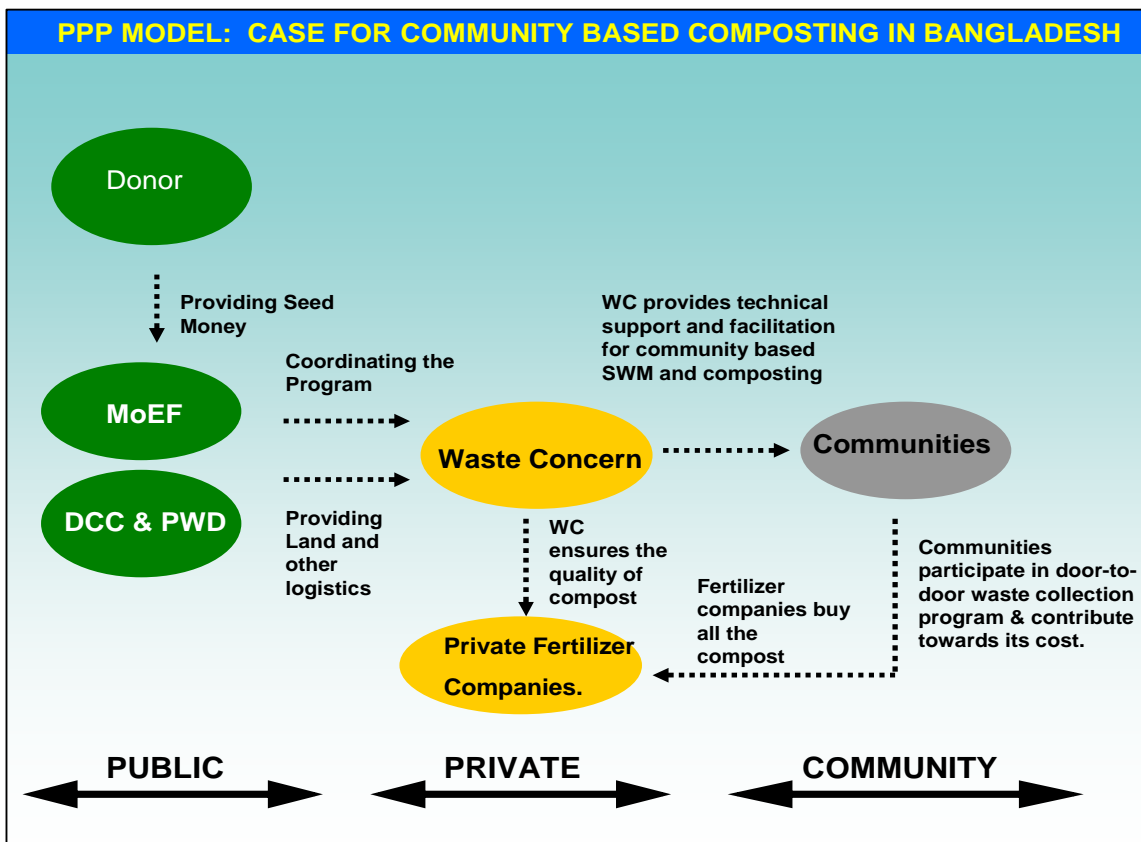 PPP MODEL: CASE FOR COMMUNITY BASED COMPOSTING IN BANGLADESH
Donor
Providing Seed
Money
MoEF
Coordinating the
Program
DCC & PWD
Providing
Land and
other
logistics
Waste Concern
WC provides technical
support and facilitation
for community based
SWM and composting
Communities
WC
ensures the
quality of
compost
Private Fertilizer
Companies.
Fertilizer
companies buy
all the
compost
Communities
participate in door-to-
door waste collection
program & contribute
towards its cost.
PUBLIC
PRIVATE
COMMUNITY